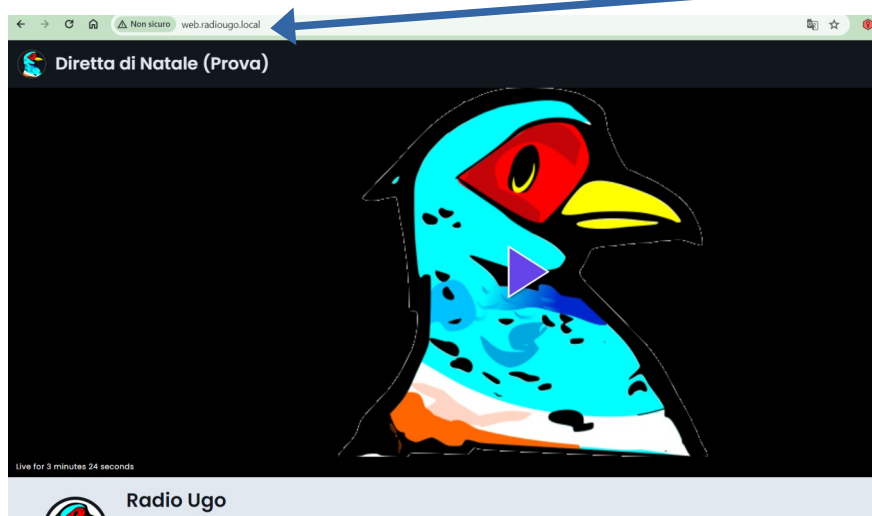 Non sicuro web.radiougo.local
Diretta di Natale (Prova)
Live for 3 minutes 24 seconds
Radio Ugo